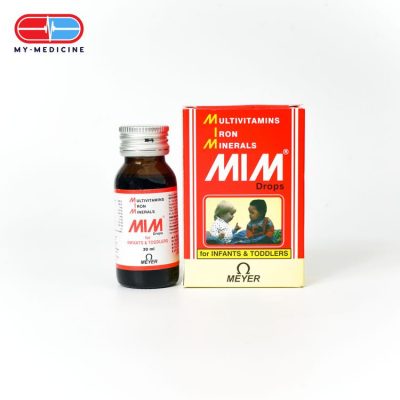 MY-MEDICINE
MULTIVITAMINS
IRON
MINERALS
MIM
Drops
for
INFANTS & TODDLERS
30 ml
MEYER
MULTIVITAMINS
IRON
MINERALS
MIM®
Drops
for INFANTS & TODDLERS
MEYER